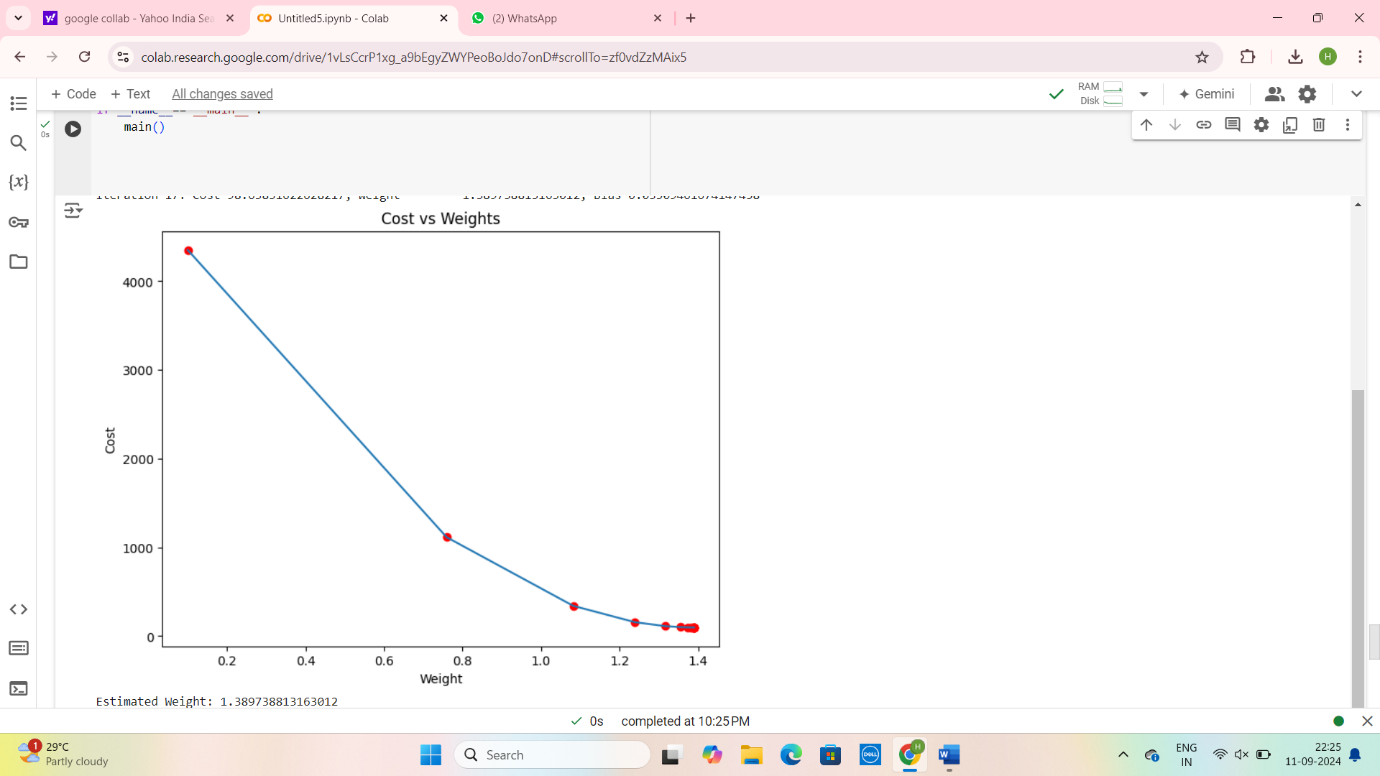 google collab - Yahoo India Sea
Untitled5.ipynb - Colab
(2) WhatsApp
colab.research.google.com/drive/1vLsCcrP1xg_a9bEgyZWYPeoBoJdo7onD#scrollTo=zf0vdZzMAix5
H
+ Code + Text All changes saved
RAM
Disk
Gemini
main()
0s
{x}
Cost vs Weights
4000
3000
2000
1000
0
Cost
0.2 0.4 0.6 0.8 1.0 1.2 1.4
Weight
Estimated Weight: 1.389738813163012
0s completed at 10:25 PM
1
29°C
Partly cloudy
Search
DELL
H
W
ENG
IN
22:25
11-09-2024